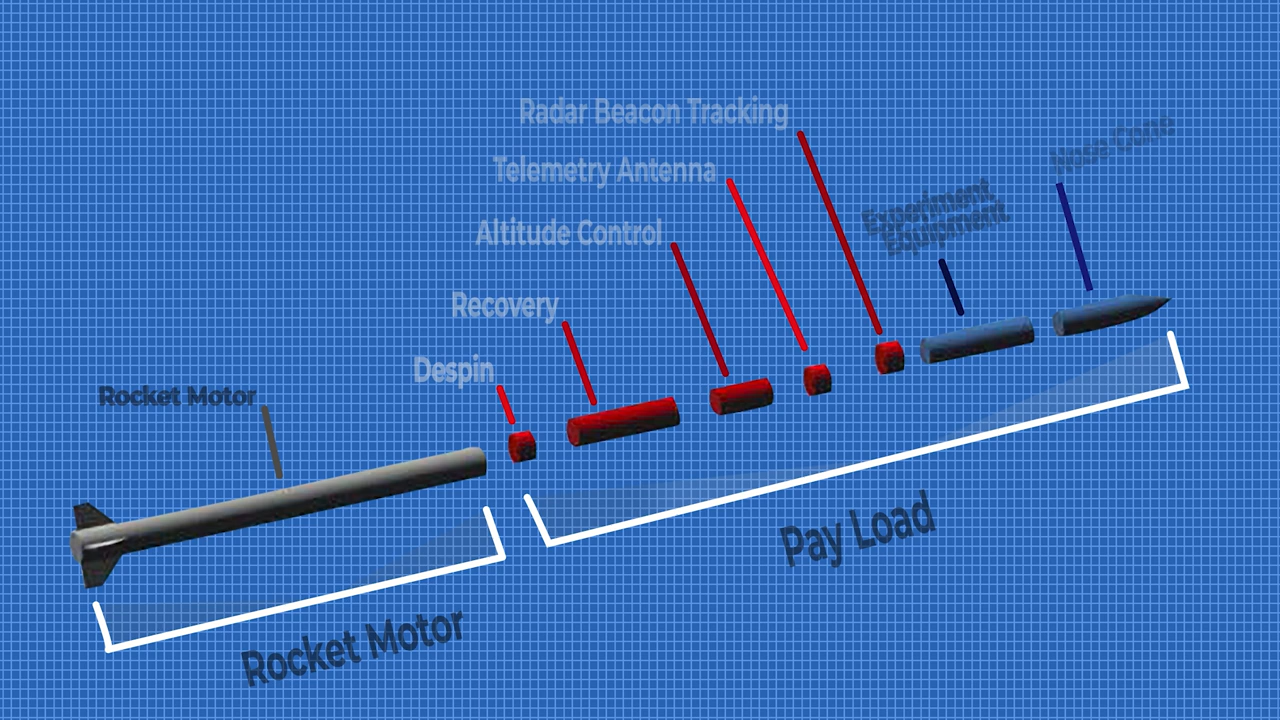 Radar Beacon Tracking
Telemetry Antenna
Altitude Control
Recovery
Despin
Rocket Motor
Experiment
Equipment
Nose Cone
Pay Load
Rocket Motor